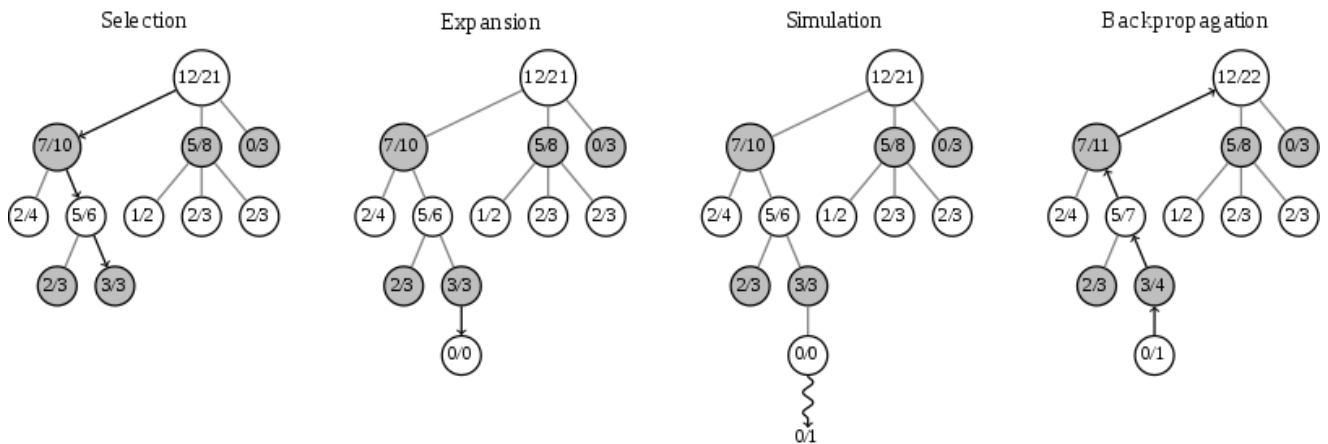 Selection
12/21
7/10 5/8 0/3
2/4 5/6 1/2 2/3 2/3
2/3 3/3
Expansion
12/21
7/10 5/8 0/3
2/4 5/6 1/2 2/3 2/3
2/3 3/3
0/0
Simulation
12/21
7/10 5/8 0/3
2/4 5/6 1/2 2/3 2/3
2/3 3/3
0/0
0/1
Backpropagation
12/22
7/11 5/8 0/3
2/4 5/7 1/2 2/3 2/3
2/3 3/4
0/1